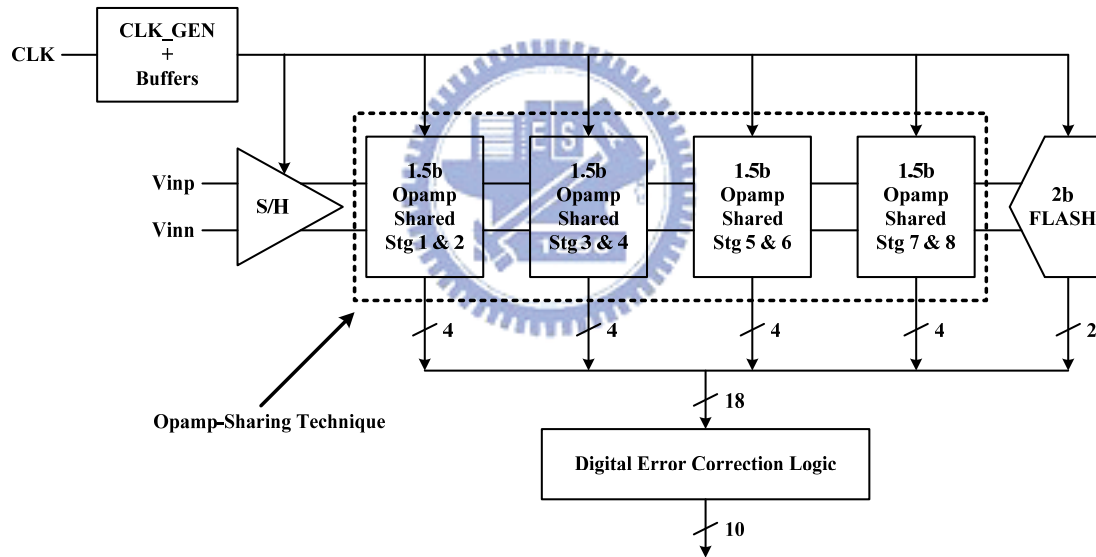 CLK
CLK_GEN
+
Buffers
Vinp
Vinn
S/H
1.5b
Opamp
Shared
Stg 1 & 2
1.5b
Opamp
Shared
Stg 3 & 4
1.5b
Opamp
Shared
Stg 5 & 6
1.5b
Opamp
Shared
Stg 7 & 8
2b
FLASH
4
4
4
4
2
18
Opamp-Sharing Technique
Digital Error Correction Logic
10